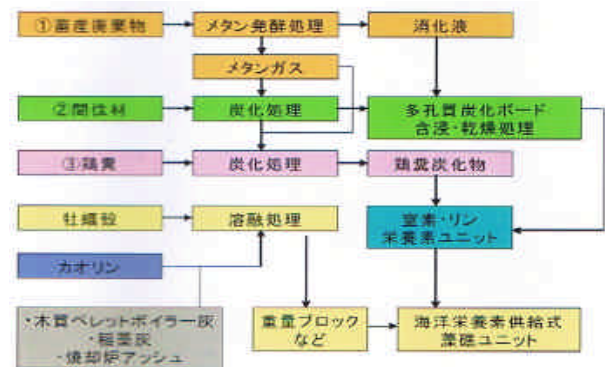 ①畜産廃棄物
メタン発酵処理
消化液
メタンガス
②間伐材
炭化処理
多孔質炭化ボード
含浸・乾燥処理
③鶏糞
炭化処理
鶏糞炭化物
牡蠣殻
溶融処理
窒素・リン
栄養素ユニット
カオリン
・木質ペレットボイラー灰
・稲藁灰
・焼却炉アッシュ
重量ブロック
など
海洋栄養素供給式
藻礁ユニット